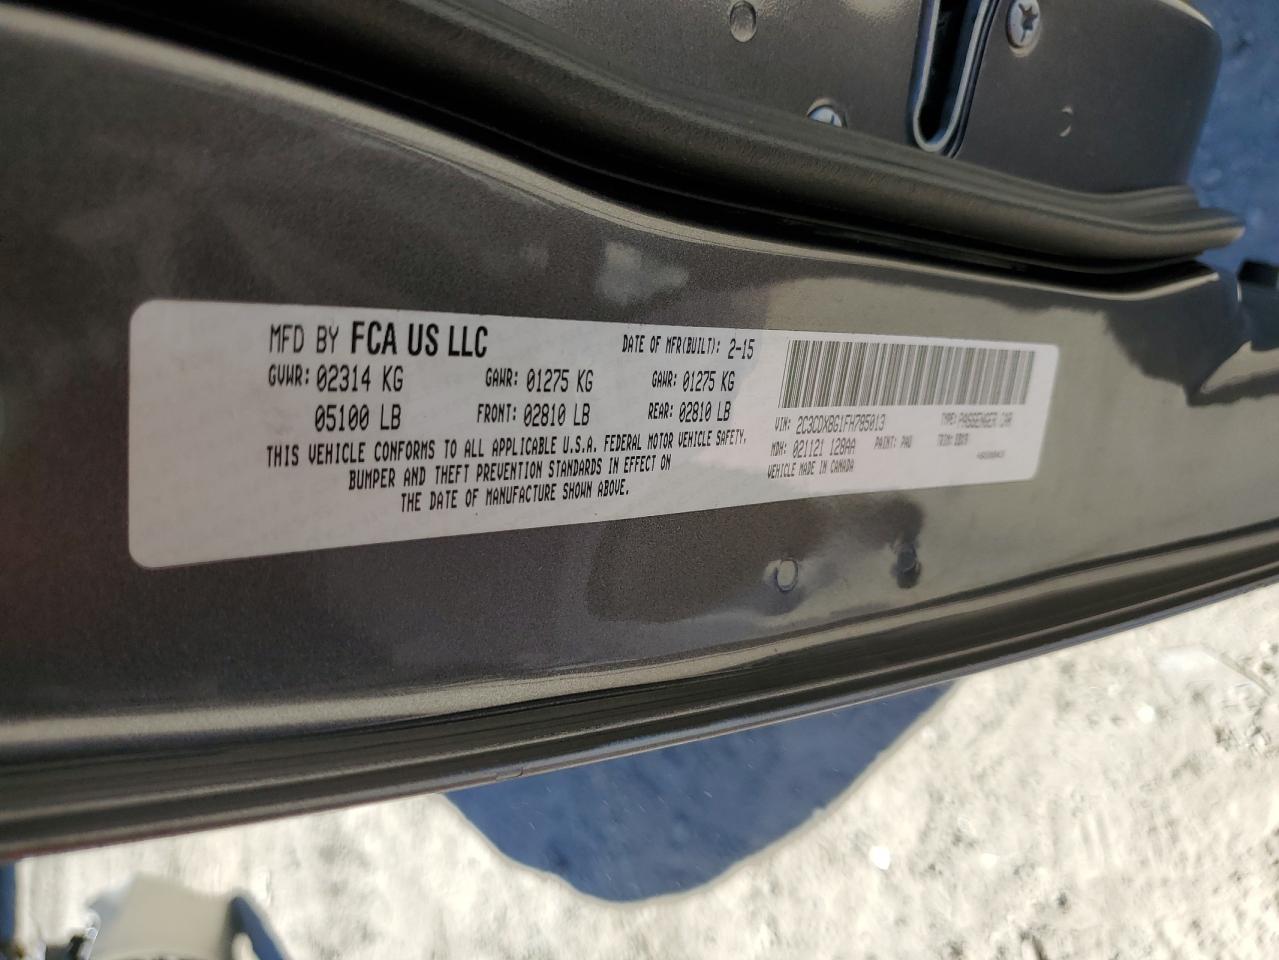 MFD BY FCA US LLC DATE OF MFR(BUILT): 2-15
GVWR: 02314 KG GAWR: 01275 KG GAWR: 01275 KG
05100 LB FRONT: 02810 LB REAR: 02810 LB
THIS VEHICLE CONFORMS TO ALL APPLICABLE U.S.A. FEDERAL MOTOR VEHICLE SAFETY,
BUMPER AND THEFT PREVENTION STANDARDS IN EFFECT ON
THE DATE OF MANUFACTURE SHOWN ABOVE.
VIN: 2C3CDXBG1FH785013 TYPE: PASSENGER CAR
MDH: 021121 128AA PAINT: PAU TRIM:
VEHICLE MADE IN CANADA